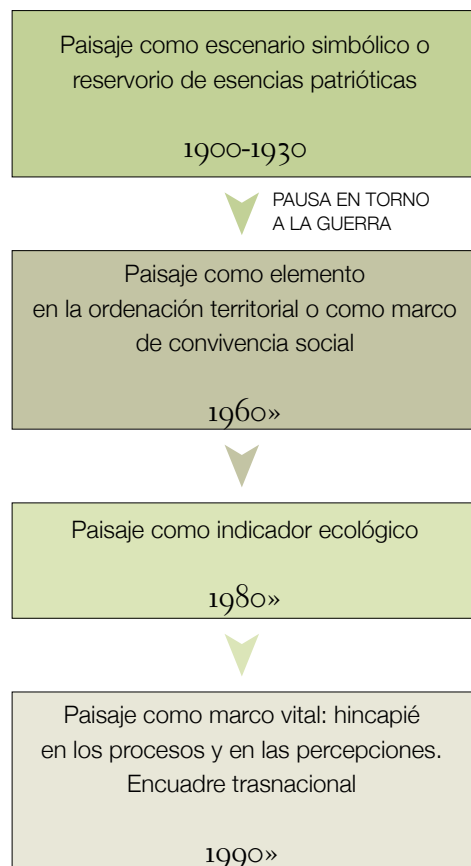 Paisaje como escenario simbólico o
reservorio de esencias patrióticas
1900-1930
PAUSA EN TORNO
A LA GUERRA
Paisaje como elemento
en la ordenación territorial o como marco
de convivencia social
1960»
Paisaje como indicador ecológico
1980»
Paisaje como marco vital: hincapié
en los procesos y en las percepciones.
Encuadre trasnacional
1990»